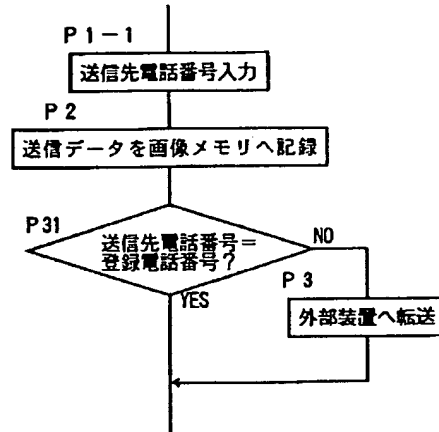 P1-1
送信先電話番号入力
P2
送信データを画像メモリへ記録
P31
送信先電話番号=
登録電話番号?
NO
YES
P3
外部装置へ転送